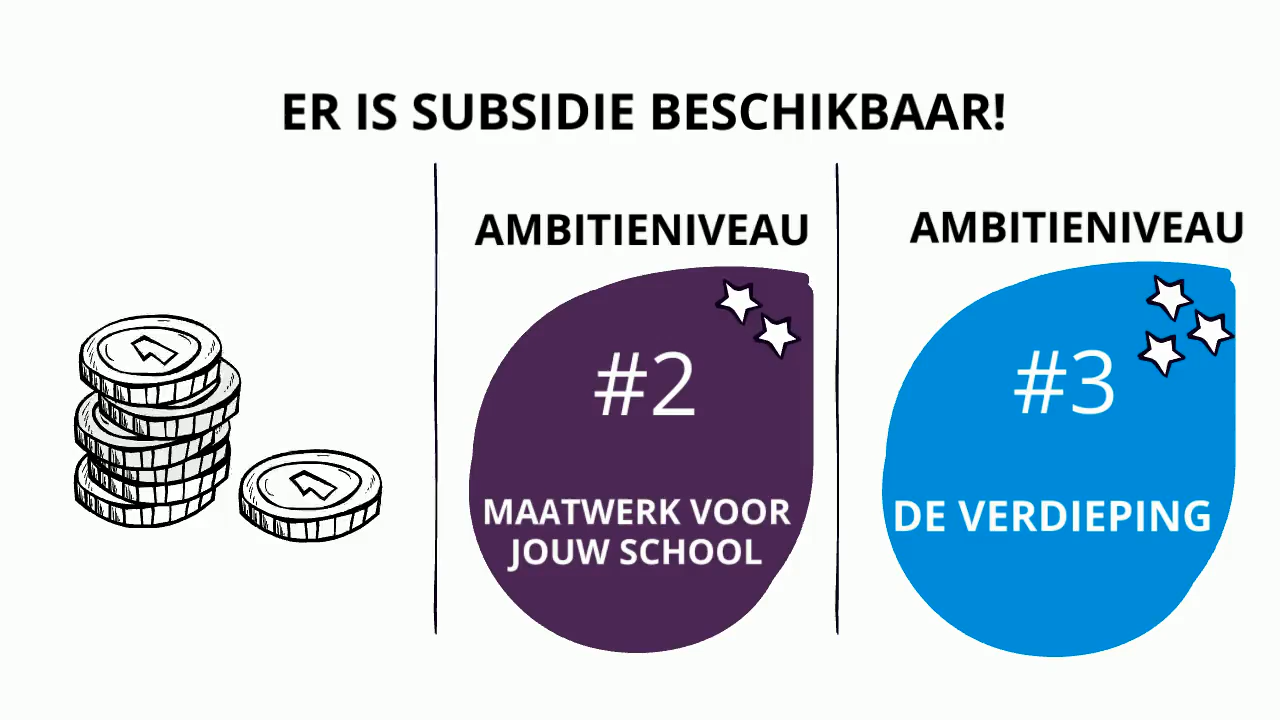 ER IS SUBSIDIE BESCHIKBAAR!
AMBITIENIVEAU
#2
MAATWERK VOOR
JOUW SCHOOL
AMBITIENIVEAU
#3
DE VERDIEPING